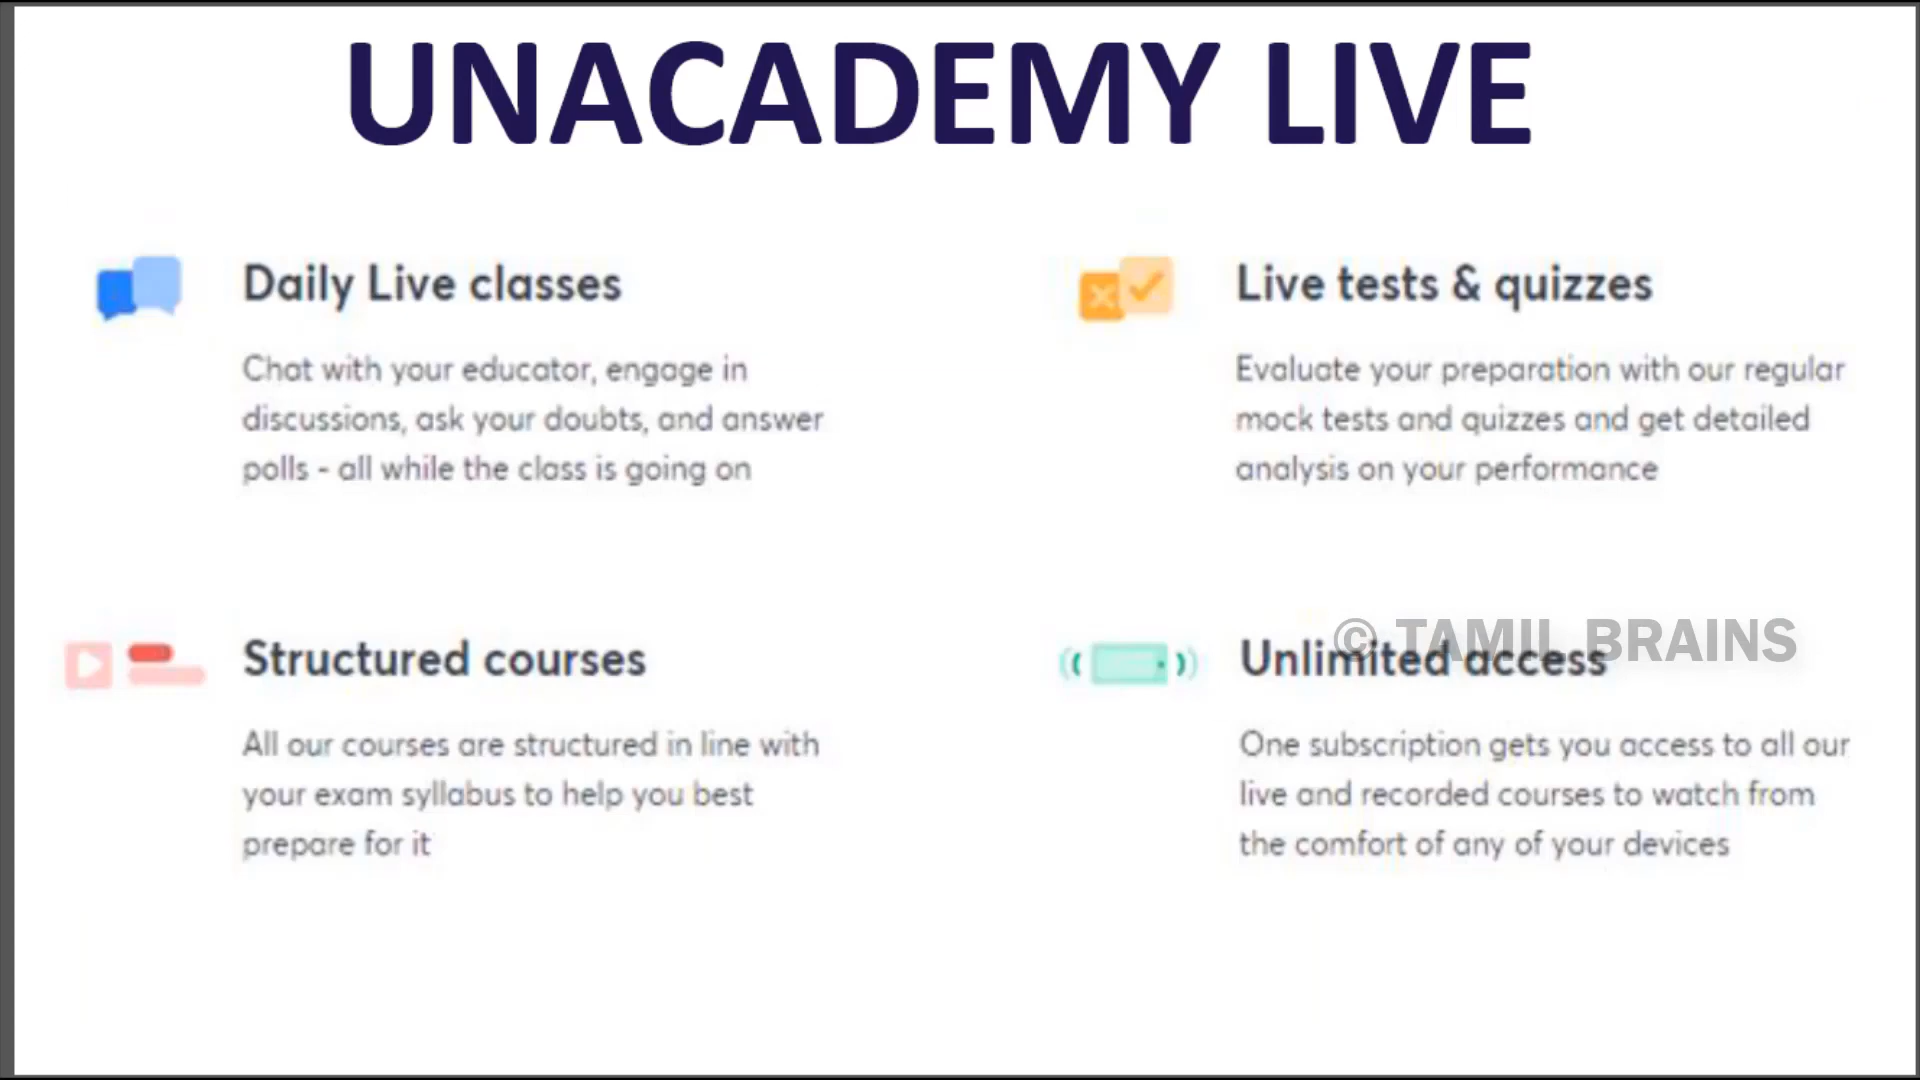 UNACADEMY LIVE
Daily Live classes
Chat with your educator, engage in
discussions, ask your doubts, and answer
polls - all while the class is going on
Live tests & quizzes
Evaluate your preparation with our regular
mock tests and quizzes and get detailed
analysis on your performance
Structured courses
All our courses are structured in line with
your exam syllabus to help you best
prepare for it
© TAMIL BRAINS
Unlimited access
One subscription gets you access to all our
live and recorded courses to watch from
the comfort of any of your devices